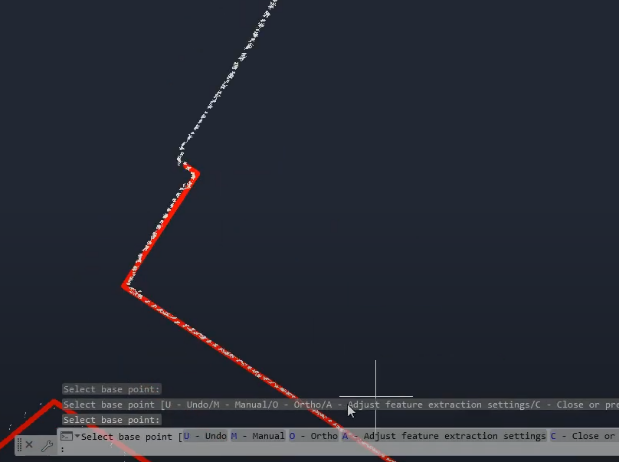 Select base point:
Select base point [U - Undo/M - Manual/O - Ortho/A - Adjust feature extraction settings/C - Close or pre
Select base point:
*Select base point [U - Undo M - Manual O - Ortho A - Adjust feature extraction settings C - Close or
: